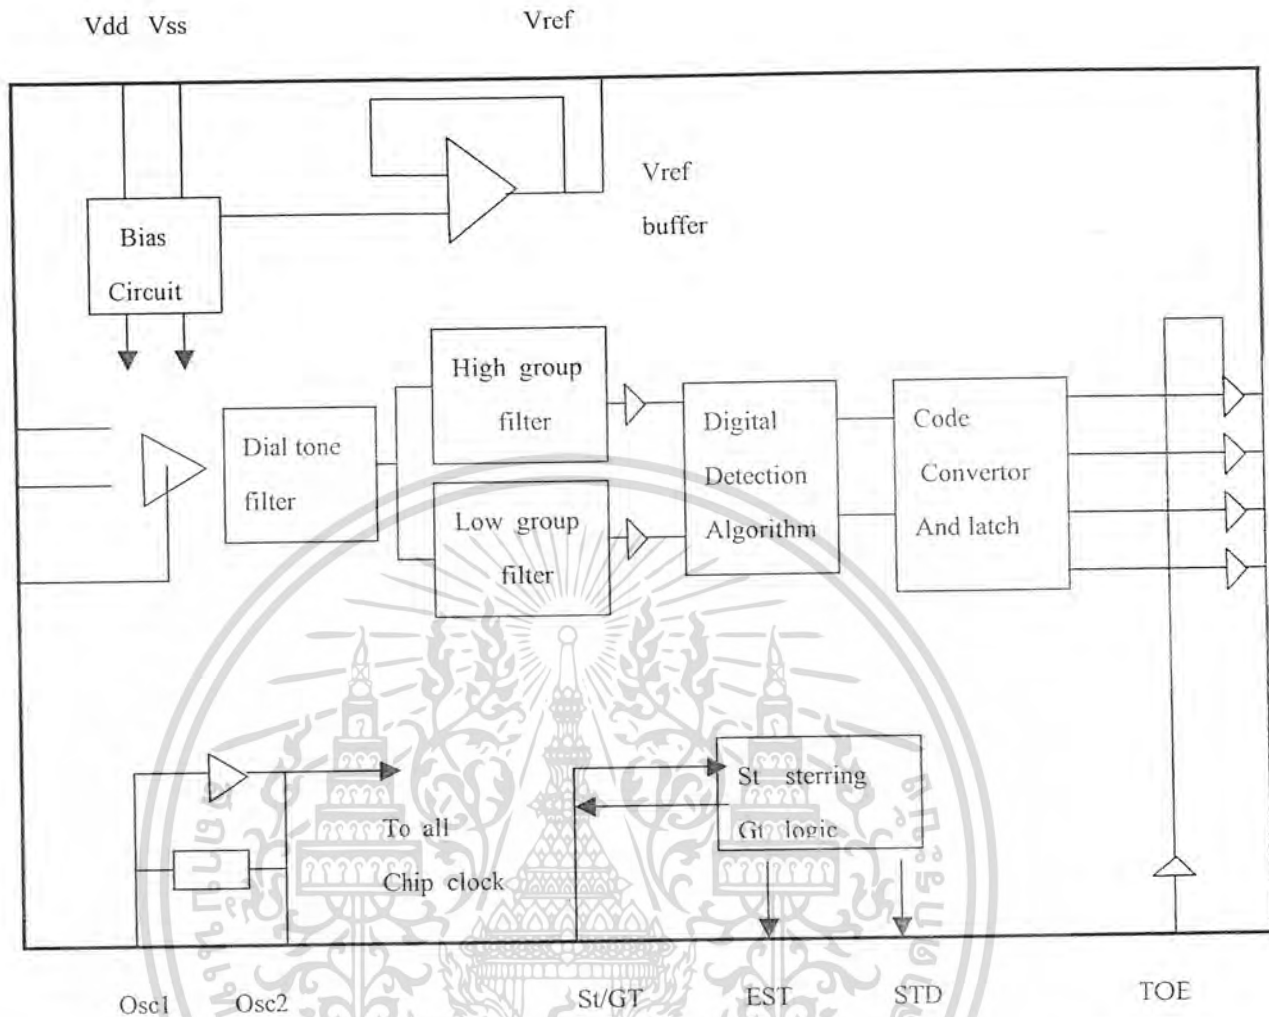 Vdd Vss Vref
Vref
buffer
Bias
Circuit
High group
filter
Dial tone
filter
Low group
filter
Digital
Detection
Algorithm
Code
Convertor
And latch
St sterring
Gt logic
To all
Chip clock
Osc1 Osc2 St/GT EST STD TOE